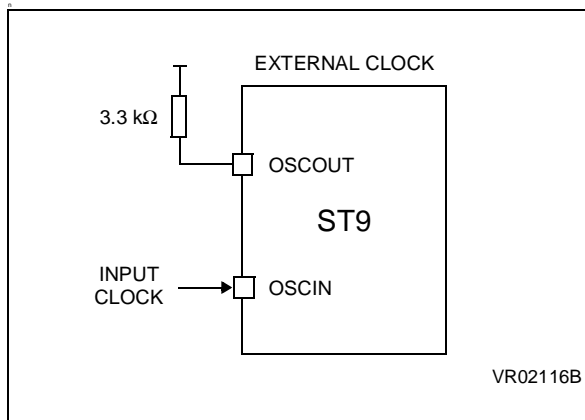 n
EXTERNAL CLOCK
3.3 kΩ
OSCOUT
ST9
INPUT
CLOCK
OSCIN
VR02116B